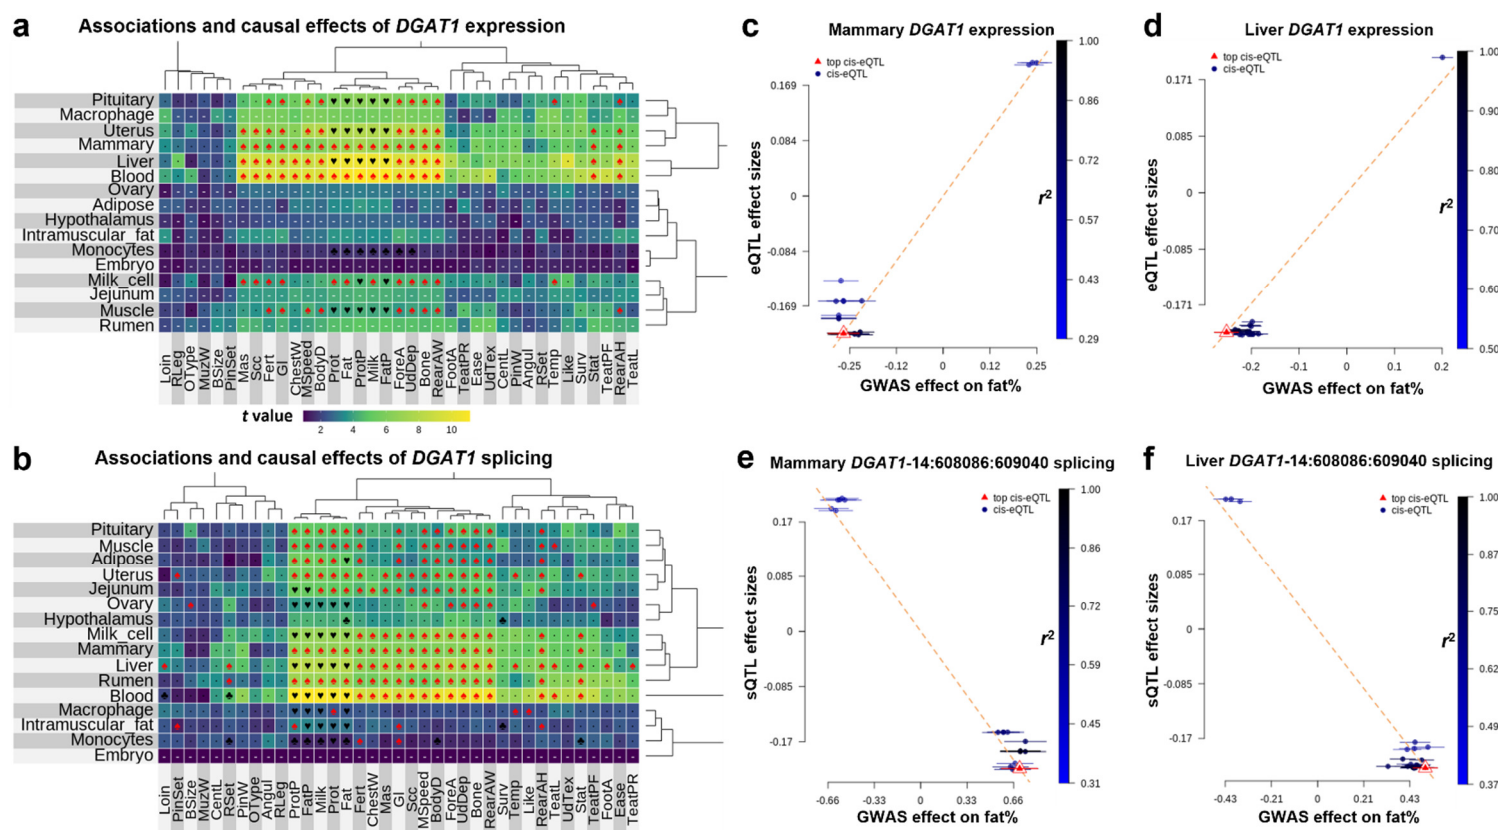 a
Associations and causal effects of DGAT1 expression
Pituitary
Macrophage
Uterus
Mammary
Liver
Blood
Ovary
Adipose
Hypothalamus
Intramuscular_fat
Monocytes
Embryo
Milk_cell
Jejunum
Muscle
Rumen
Loin
RLeg
OType
MuzW
BSize
PinSet
Mas
Scc
Fert
Gl
ChestW
MSpeed
BodyD
Prot
Fat
ProtP
Milk
FatP
ForeA
UdDep
Bone
RearAW
FootA
TeatPR
Ease
UdTex
CentL
PinW
Angul
RSet
Temp
Like
Surv
Stat
TeatPF
RearAH
TeatL
t value
2 4 6 8 10
b
Associations and causal effects of DGAT1 splicing
Pituitary
Muscle
Adipose
Uterus
Jejunum
Ovary
Hypothalamus
Milk_cell
Mammary
Liver
Rumen
Blood
Macrophage
Intramuscular_fat
Monocytes
Embryo
Loin
PinSet
BSize
MuzW
CentL
RSet
PinW
OType
Angul
RLeg
ProtP
FatP
Milk
Prot
Fat
Fert
ChestW
Mas
Gl
Scc
MSpeed
BodyD
ForeA
UdDep
Bone
RearAW
Surv
Temp
Like
RearAH
TeatL
UdTex
Stat
TeatPF
FootA
Ease
TeatPR
c
Mammary DGAT1 expression
top cis-eQTL
cis-eQTL
eQTL effect sizes
0.169
0.084
0
-0.084
-0.169
-0.25 -0.12 0 0.12 0.25
GWAS effect on fat%
r2
1.00
0.86
0.72
0.57
0.43
0.29
d
Liver DGAT1 expression
top cis-eQTL
cis-eQTL
eQTL effect sizes
0.171
0.085
0
-0.085
-0.171
-0.2 -0.1 0 0.1 0.2
GWAS effect on fat%
r2
1.00
0.90
0.80
0.70
0.60
0.50
e
Mammary DGAT1-14:608086:609040 splicing
top cis-eQTL
cis-eQTL
sQTL effect sizes
0.17
0.085
0
-0.085
-0.17
-0.66 -0.33 0 0.33 0.66
GWAS effect on fat%
r2
1.00
0.86
0.72
0.59
0.45
0.31
f
Liver DGAT1-14:608086:609040 splicing
top cis-eQTL
cis-eQTL
sQTL effect sizes
0.17
0.085
0
-0.085
-0.17
-0.43 -0.21 0 0.21 0.43
GWAS effect on fat%
r2
1.00
0.87
0.75
0.62
0.49
0.37